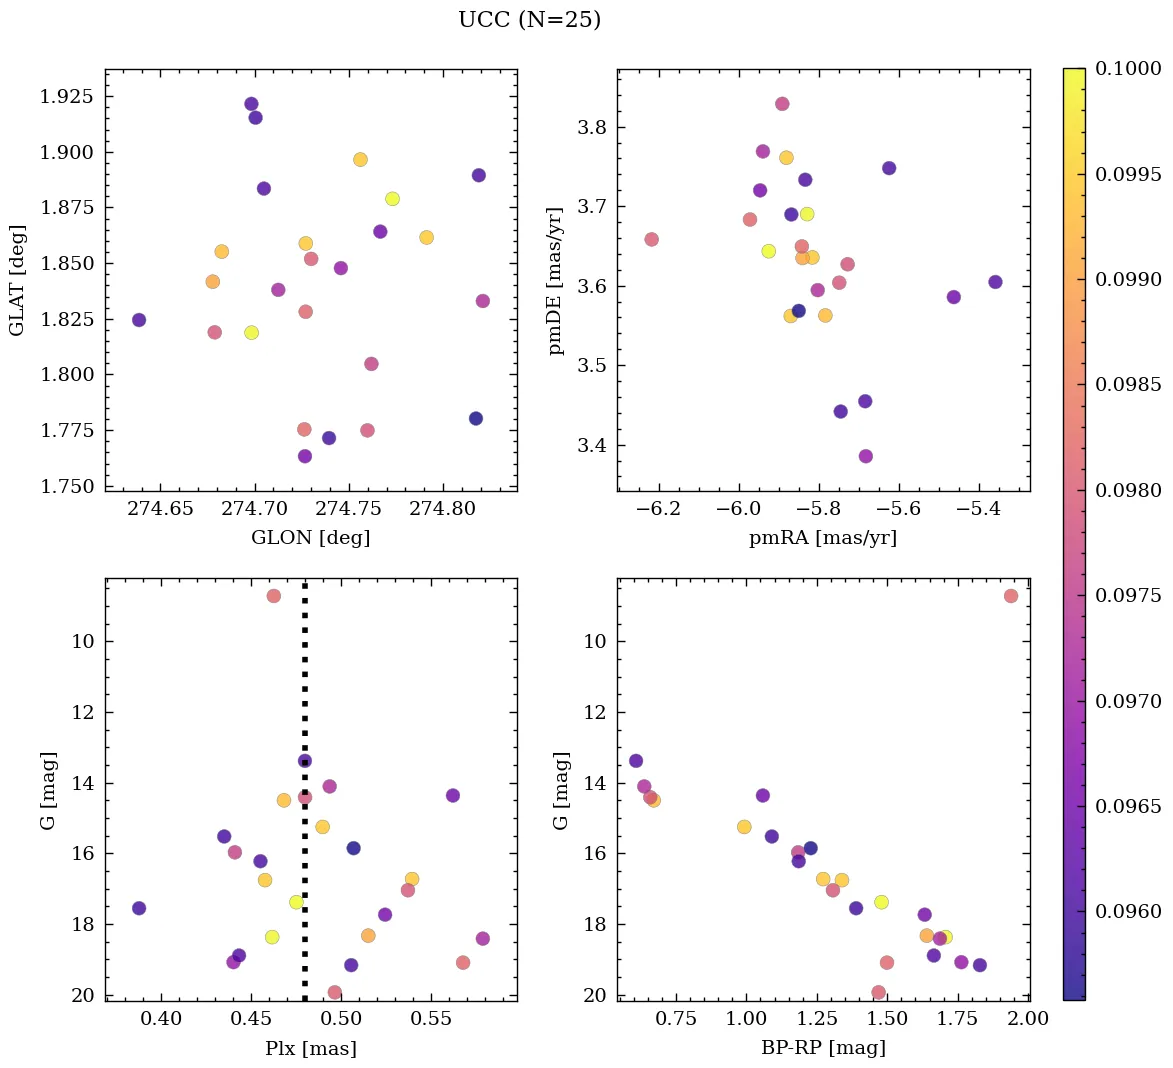 UCC (N=25)
1.925
1.900
1.875
1.850
1.825
1.800
1.775
1.750
GLAT [deg]
274.65 274.70 274.75 274.80
GLON [deg]
3.8
3.7
3.6
3.5
3.4
pmDE [mas/yr]
−6.2 −6.0 −5.8 −5.6 −5.4
pmRA [mas/yr]
10
12
14
16
18
20
G [mag]
0.40 0.45 0.50 0.55
Plx [mas]
10
12
14
16
18
20
G [mag]
0.75 1.00 1.25 1.50 1.75 2.00
BP-RP [mag]
0.1000
0.0995
0.0990
0.0985
0.0980
0.0975
0.0970
0.0965
0.0960